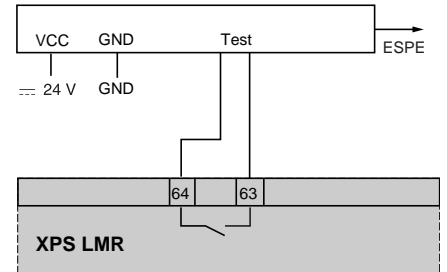 VCC GND Test
ESPE
⎓ 24 V GND
64 63
XPS LMR